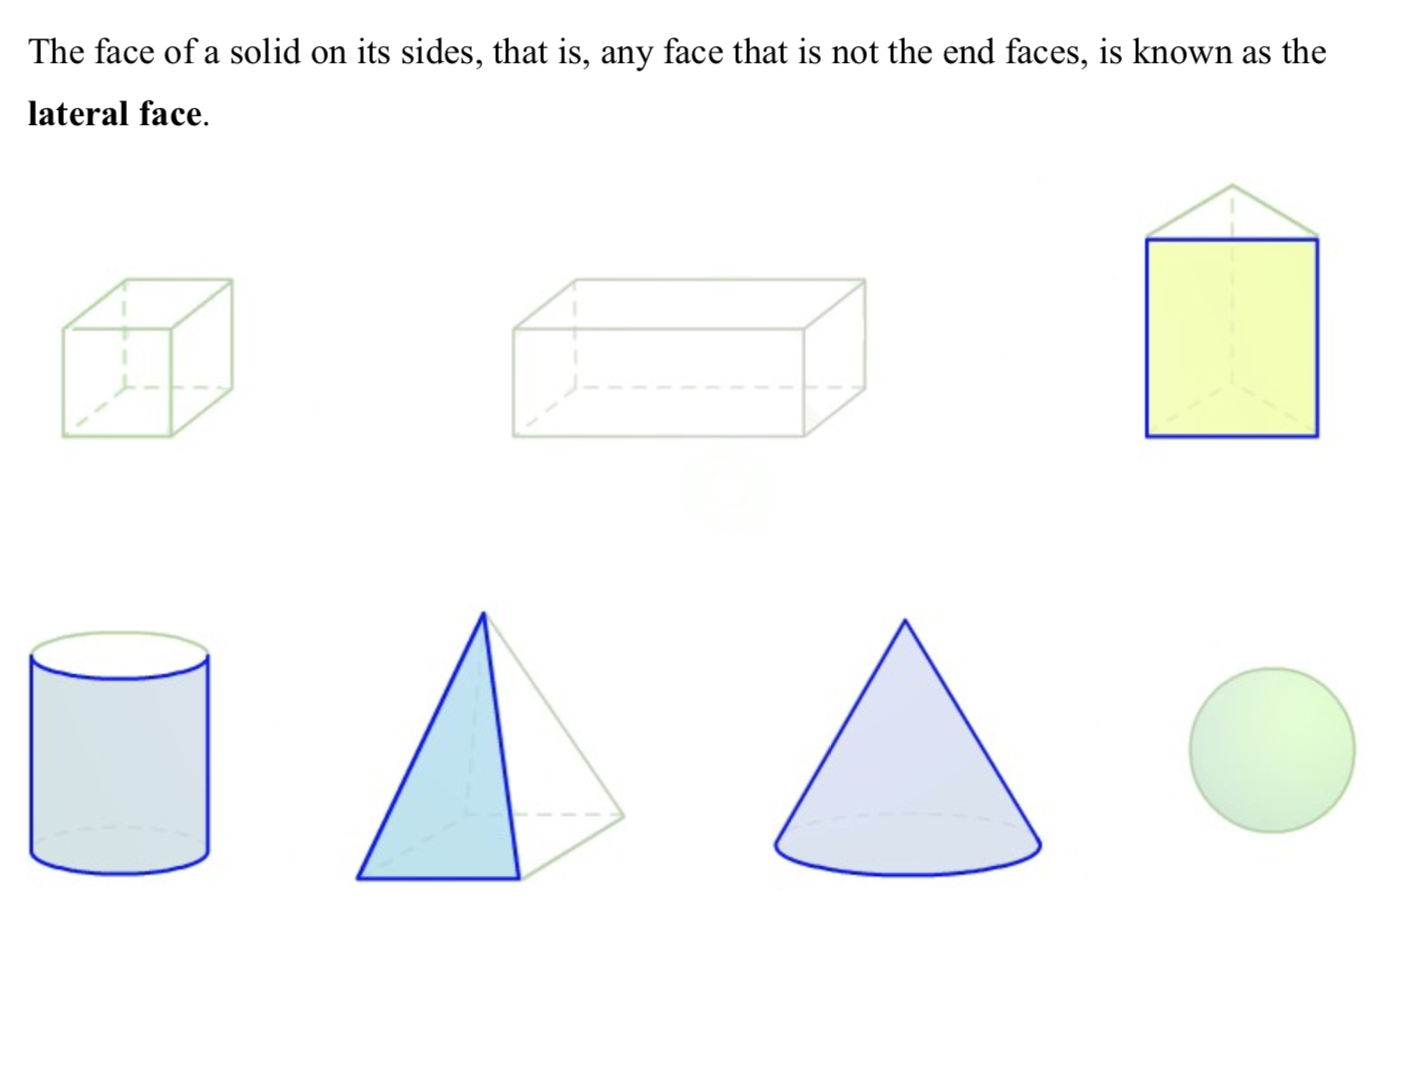 The face of a solid on its sides, that is, any face that is not the end faces, is known as the
lateral face.